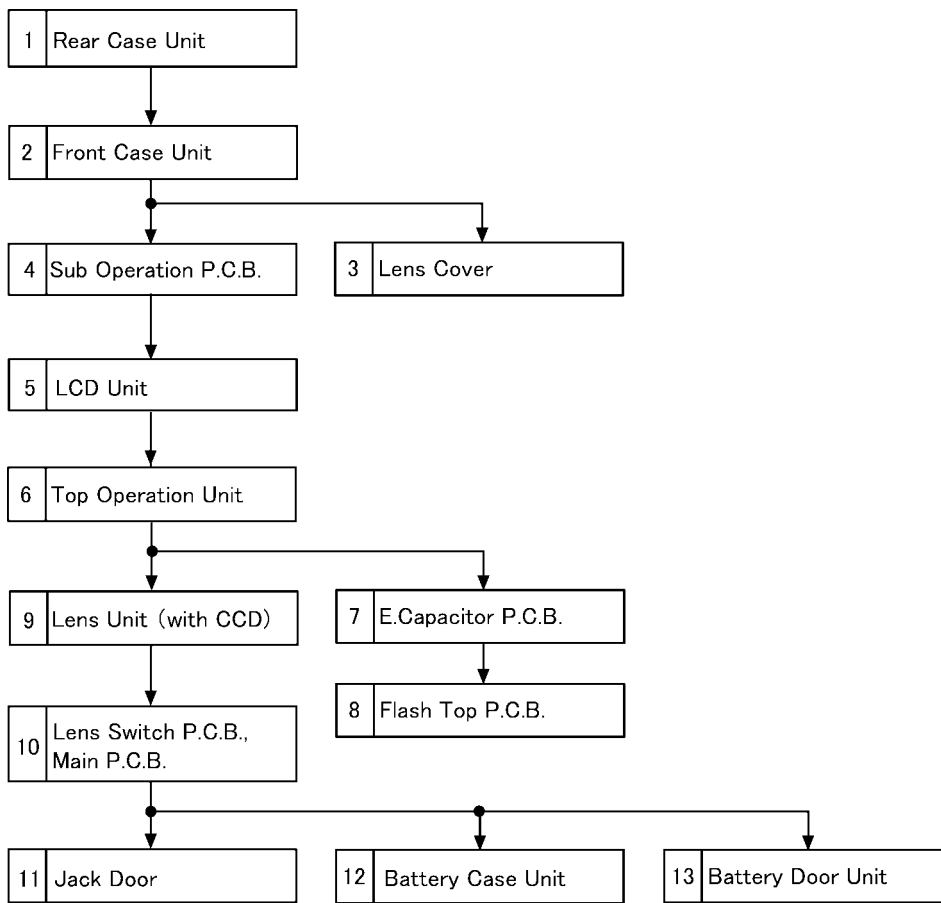 1 Rear Case Unit
2 Front Case Unit
4 Sub Operation P.C.B.
3 Lens Cover
5 LCD Unit
6 Top Operation Unit
9 Lens Unit (with CCD)
7 E.Capacitor P.C.B.
8 Flash Top P.C.B.
10 Lens Switch P.C.B.,
Main P.C.B.
11 Jack Door
12 Battery Case Unit
13 Battery Door Unit